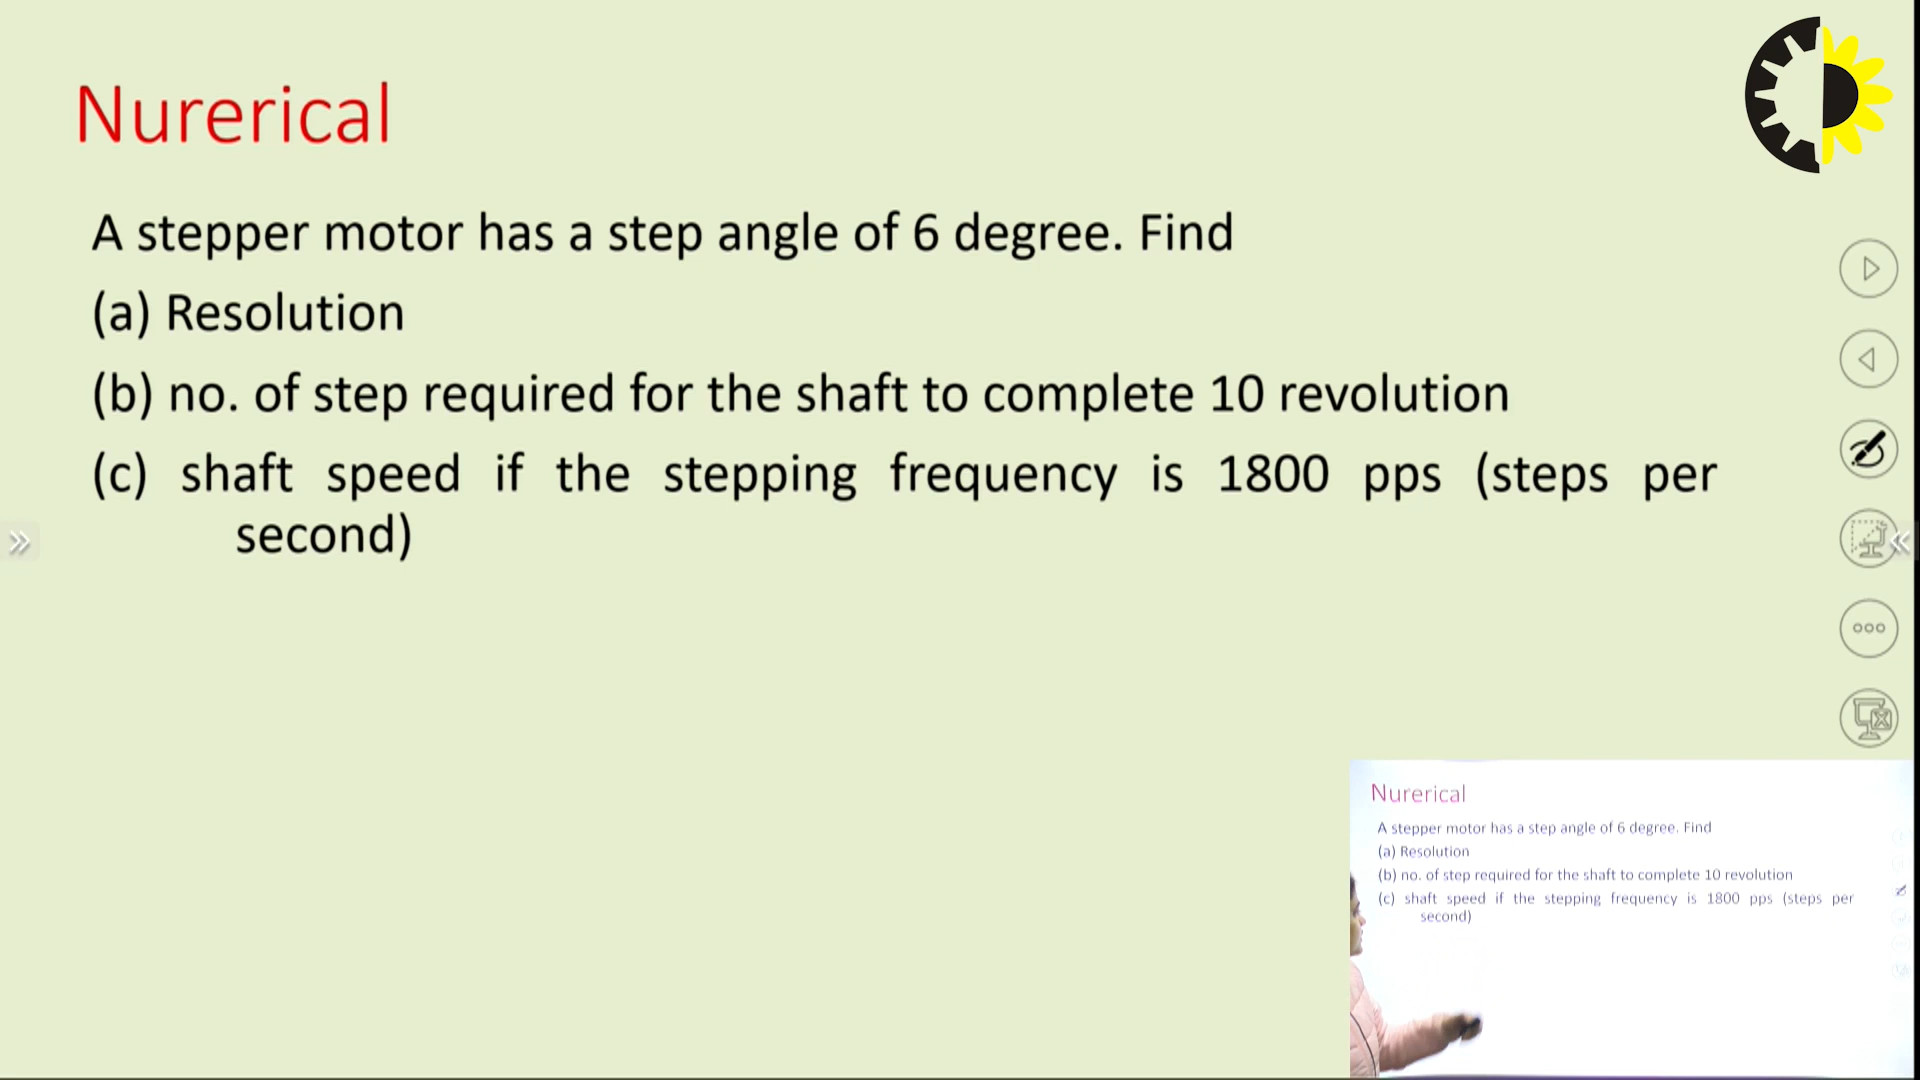 Nurerical
A stepper motor has a step angle of 6 degree. Find
(a) Resolution
(b) no. of step required for the shaft to complete 10 revolution
(c) shaft speed if the stepping frequency is 1800 pps (steps per
second)
Nurerical
A stepper motor has a step angle of 6 degree. Find
(a) Resolution
(b) no. of step required for the shaft to complete 10 revolution
(c) shaft speed if the stepping frequency is 1800 pps (steps per
second)